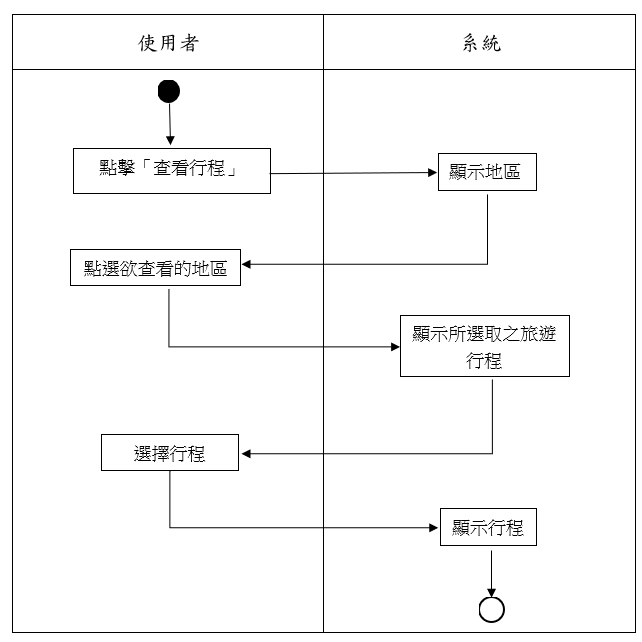 使用者
系統
點擊「查看行程」
顯示地區
點選欲查看的地區
顯示所選取之旅遊
行程
選擇行程
顯示行程